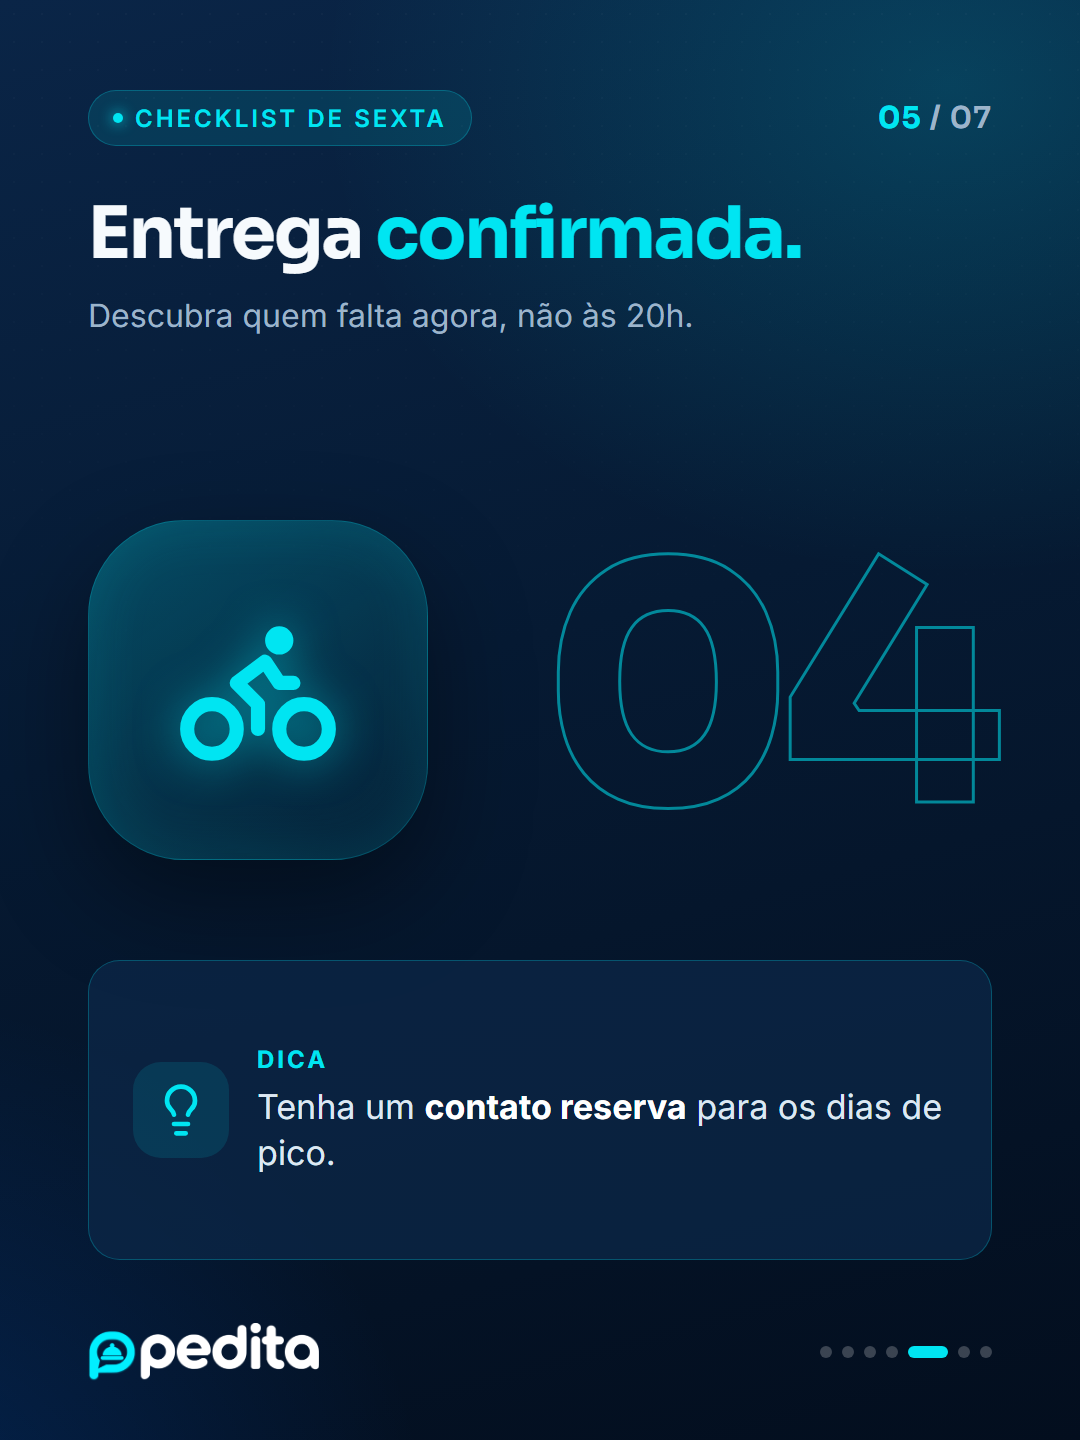 CHECKLIST DE SEXTA
05 / 07
Entrega confirmada.
Descubra quem falta agora, não às 20h.
04
DICA
Tenha um contato reserva para os dias de
pico.
pedita